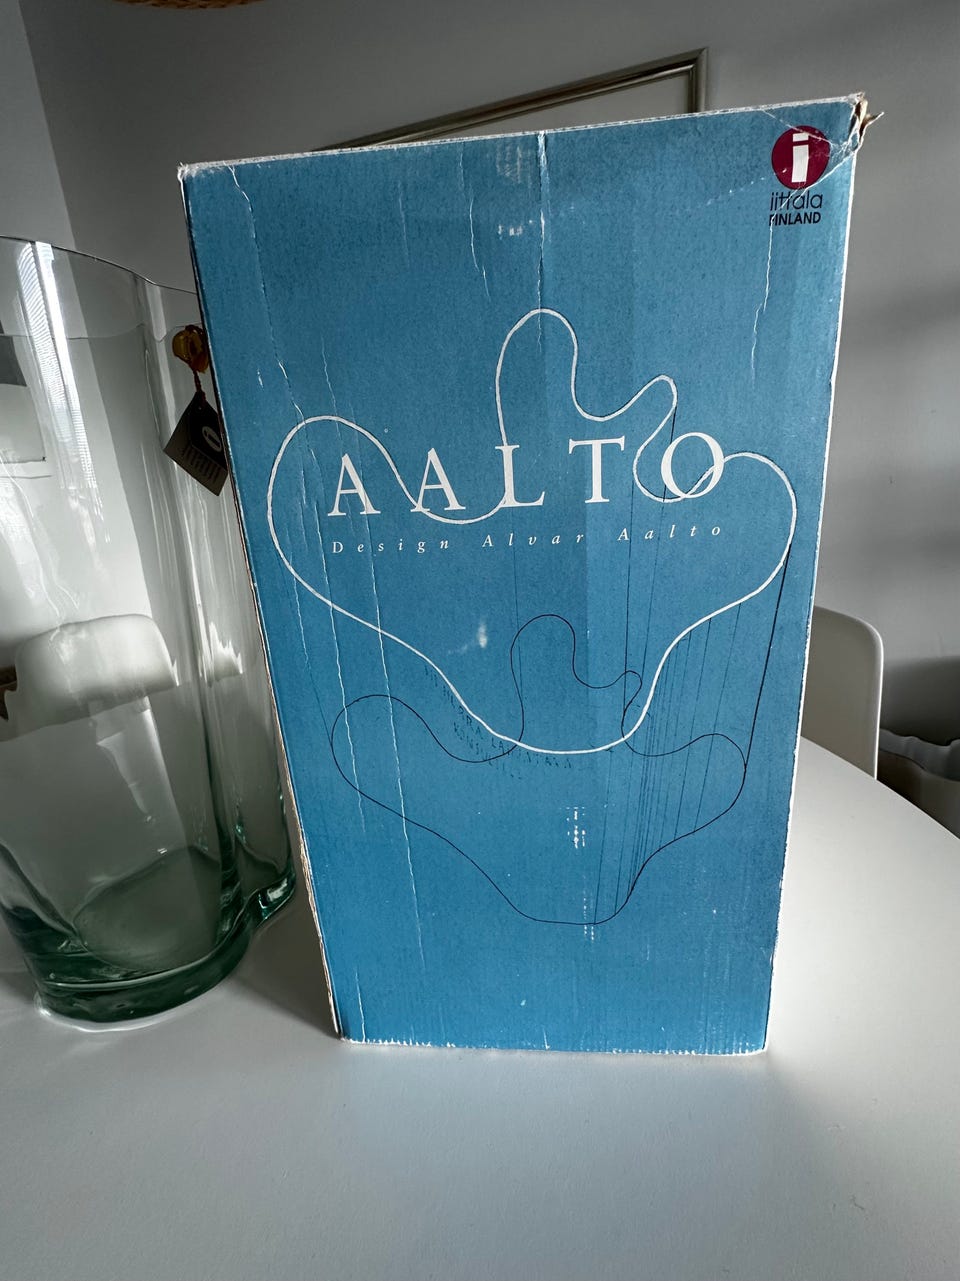 i
iittala
FINLAND
AALTO
Design Alvar Aalto